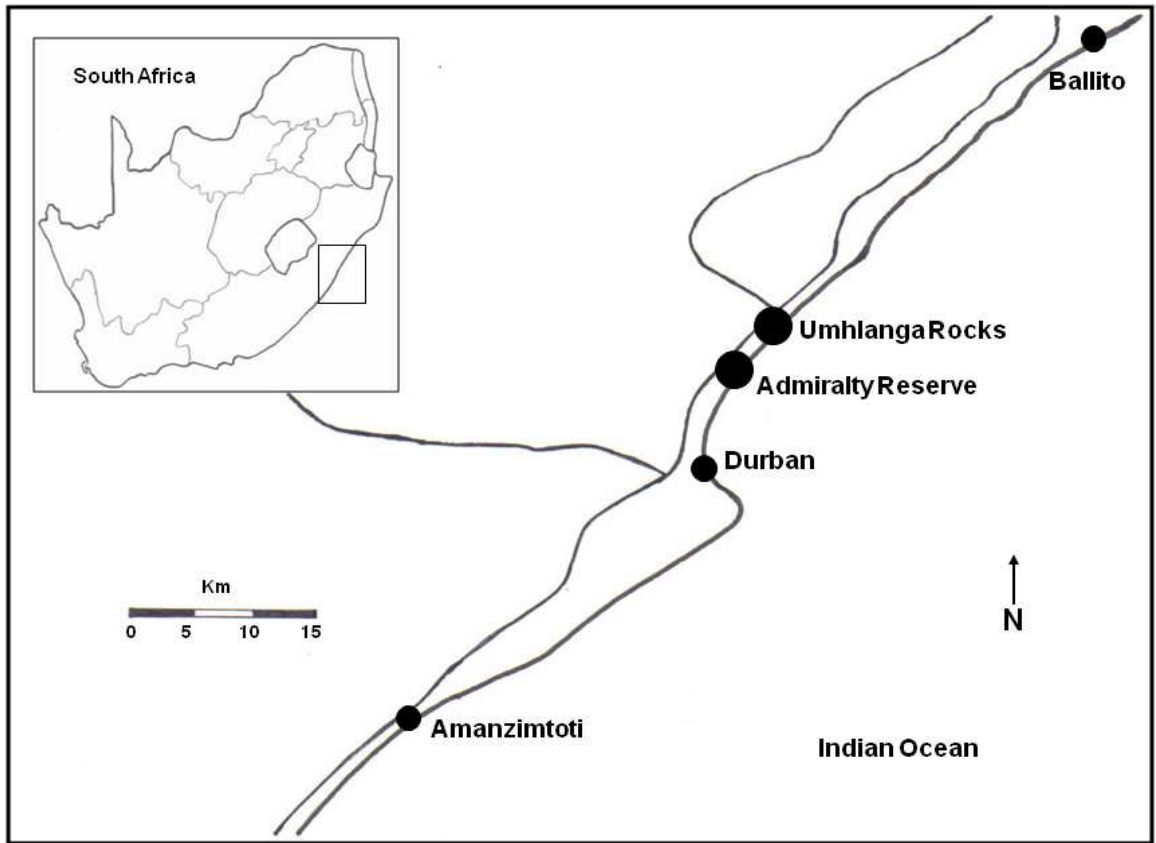 South Africa
Ballito
Umhlanga Rocks
Admiralty Reserve
Durban
Km
0 5 10 15
N
Amanzimtoti
Indian Ocean